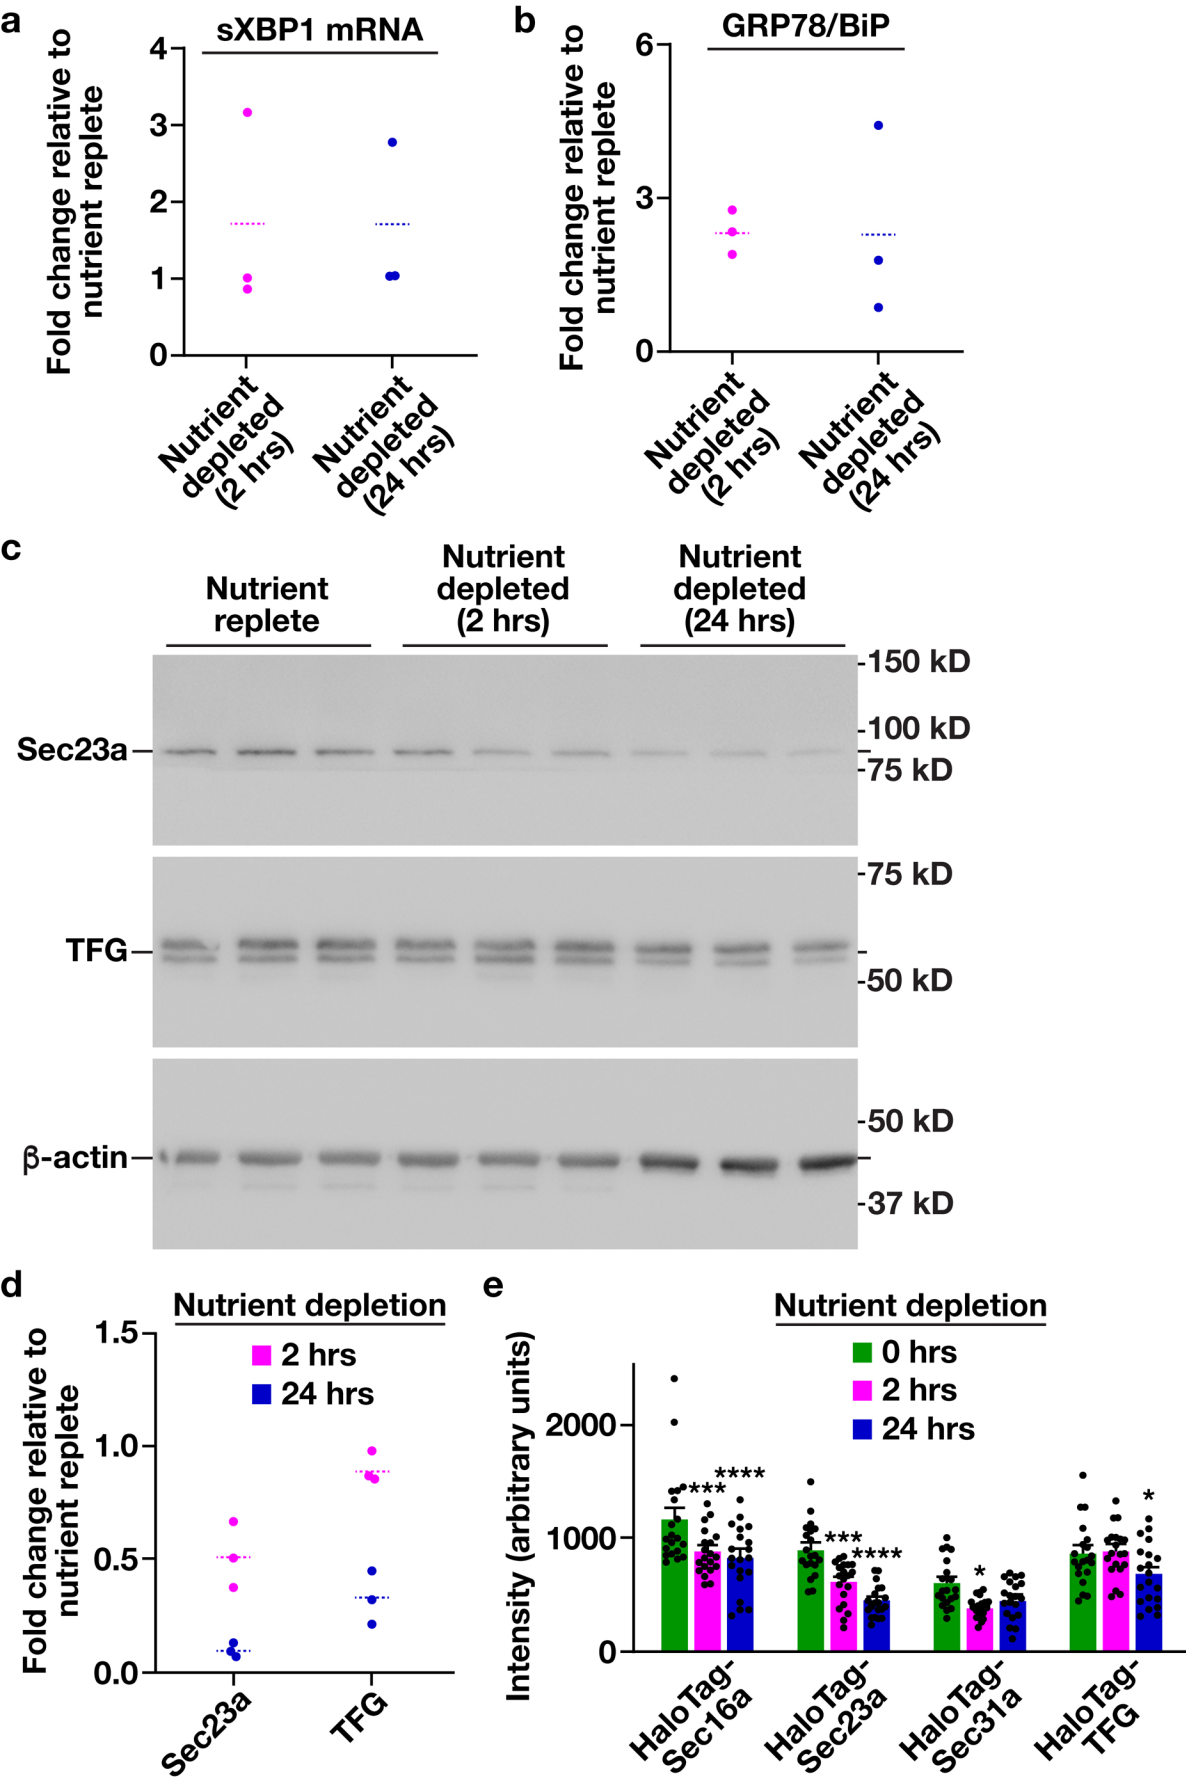 a
sXBP1 mRNA
Fold change relative to
nutrient replete
4
3
2
1
0
Nutrient
depleted
(2 hrs)
Nutrient
depleted
(24 hrs)
b
GRP78/BiP
Fold change relative to
nutrient replete
6
3
0
Nutrient
depleted
(2 hrs)
Nutrient
depleted
(24 hrs)
c
Nutrient
replete
Nutrient
depleted
(2 hrs)
Nutrient
depleted
(24 hrs)
Sec23a
-150 kD
-100 kD
-75 kD
TFG
-75 kD
-50 kD
β-actin
-50 kD
-37 kD
d
Nutrient depletion
2 hrs
24 hrs
Fold change relative to
nutrient replete
1.5
1.0
0.5
0.0
Sec23a
TFG
e
Nutrient depletion
0 hrs
2 hrs
24 hrs
Intensity (arbitrary units)
2000
1000
0
*** ****
*** ****
*
*
HaloTag-
Sec16a
HaloTag-
Sec23a
HaloTag-
Sec31a
HaloTag-
TFG